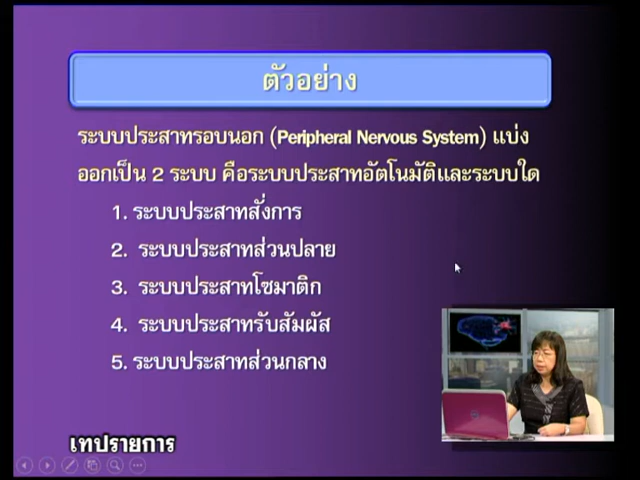 ตัวอย่าง
ระบบประสาทรอบนอก (Peripheral Nervous System) แบ่ง
ออกเป็น 2 ระบบ คือระบบประสาทอัตโนมัติและระบบใด
1. ระบบประสาทสั่งการ
2. ระบบประสาทส่วนปลาย
3. ระบบประสาทโซมาติก
4. ระบบประสาทรับสัมผัส
5. ระบบประสาทส่วนกลาง
เทปรายการ